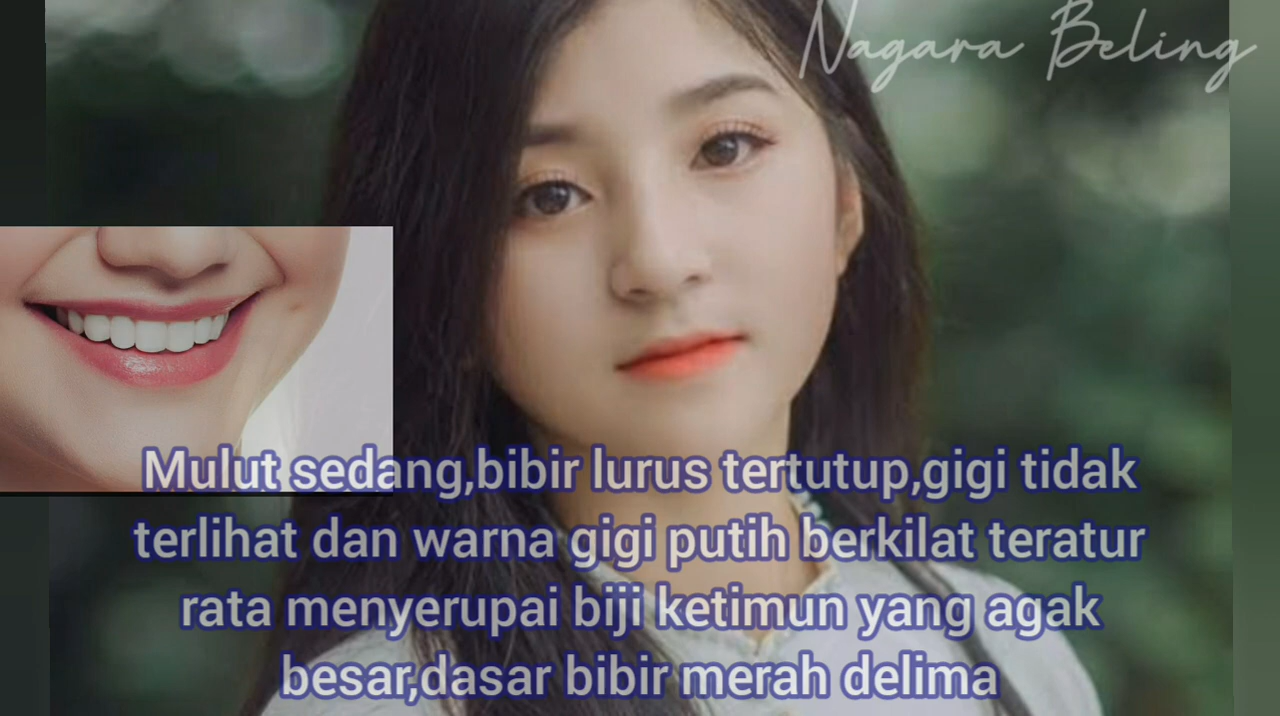 Nagara Beling
Mulut sedang,bibir lurus tertutup,gigi tidak
terlihat dan warna gigi putih berkilat teratur
rata menyerupai biji ketimun yang agak
besar,dasar bibir merah delima